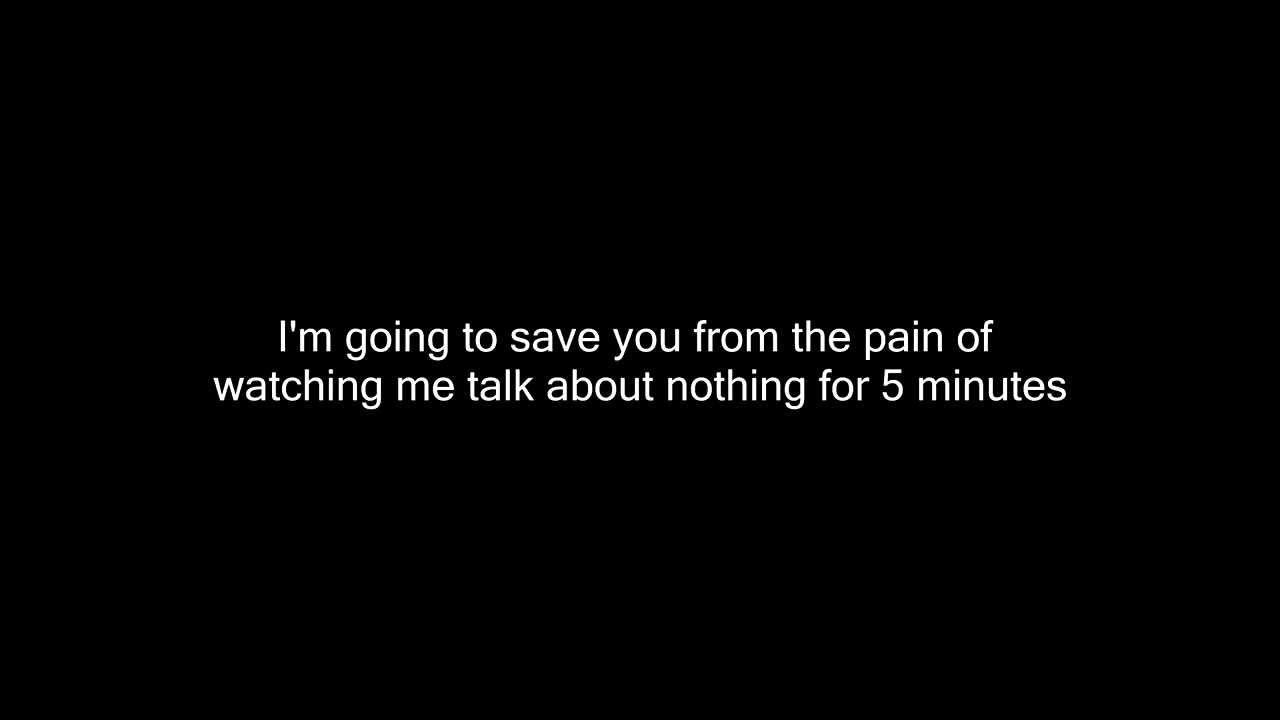 I'm going to save you from the pain of
watching me talk about nothing for 5 minutes